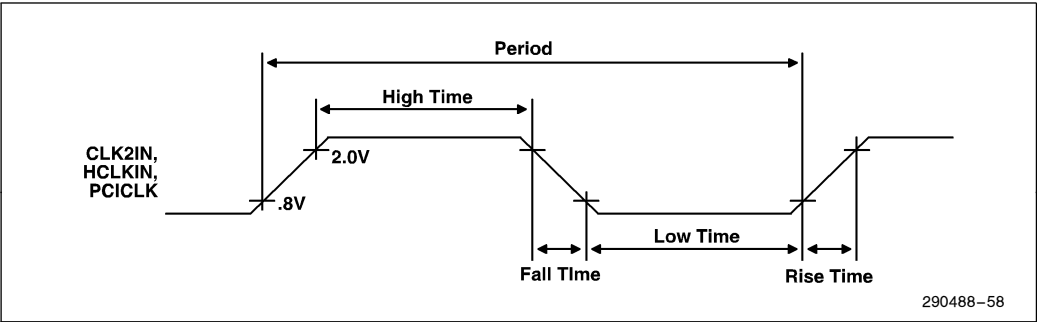 Period
High Time
CLK2IN,
HCLKIN,
PCICLK
2.0V
.8V
Low Time
Fall TIme
Rise Time
290488–58